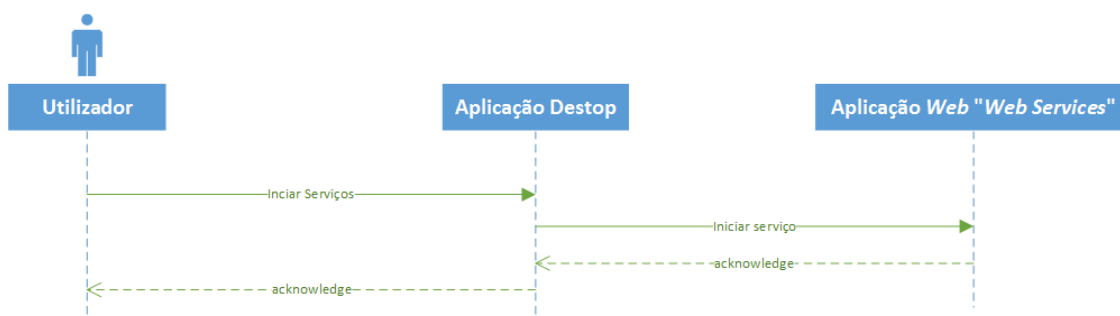 Utilizador
Aplicação Destop
Aplicação Web "Web Services"
Inciar Serviços
Iniciar serviço
acknowledge
acknowledge